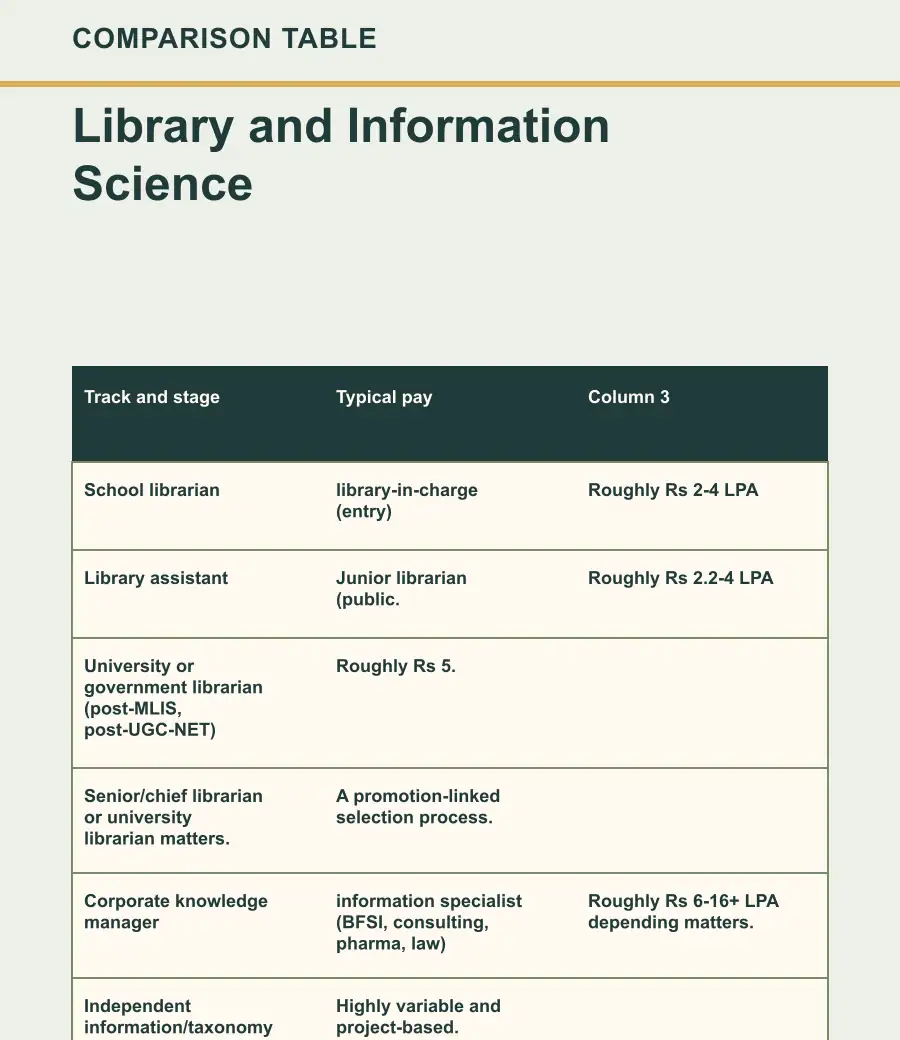 COMPARISON TABLE
Library and Information
Science
Track and stage
Typical pay
Column 3
School librarian
library-in-charge
(entry)
Roughly Rs 2-4 LPA
Library assistant
Junior librarian
(public.
Roughly Rs 2.2-4 LPA
University or
government librarian
(post-MLIS,
post-UGC-NET)
Roughly Rs 5.
Senior/chief librarian
or university
librarian matters.
A promotion-linked
selection process.
Corporate knowledge
manager
information specialist
(BFSI, consulting,
pharma, law)
Roughly Rs 6-16+ LPA
depending matters.
Independent
information/taxonomy
Highly variable and
project-based.